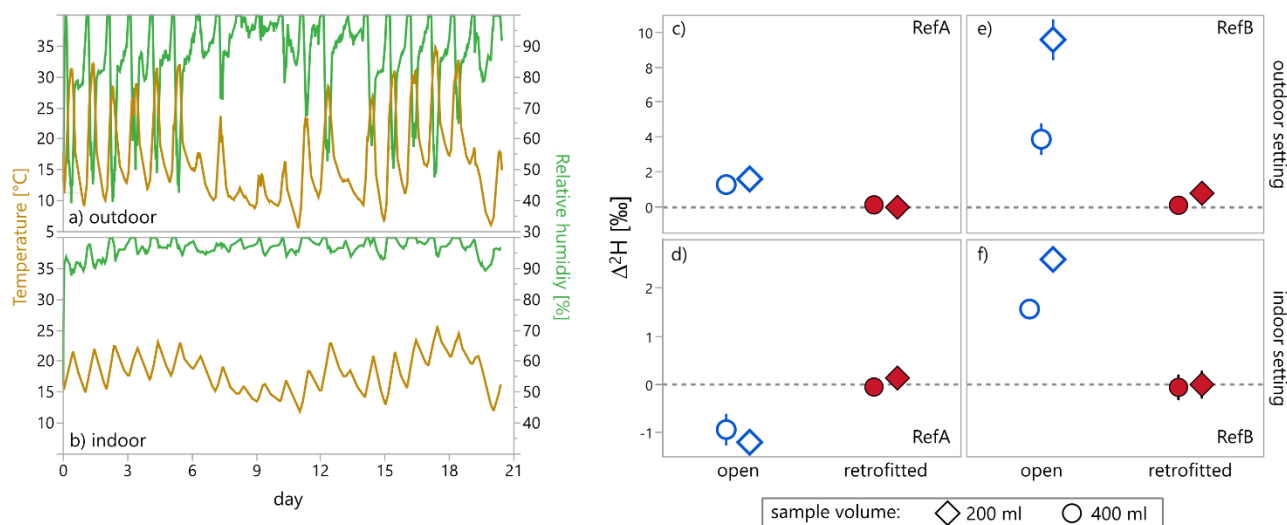 Temperature [°C]
35
30
25
20
15
10
5
a) outdoor
90
80
70
60
50
40
30
35
30
25
20
15
10
b) indoor
90
80
70
60
50
40
Relative humidiy [%]
0 3 6 9 12 15 18 21
day
Δ²H [‰]
c) RefA
10
8
6
4
2
0
e) RefB
outdoor setting
d) RefA
2
1
0
-1
f) RefB
indoor setting
open retrofitted open retrofitted
sample volume: 200 ml 400 ml